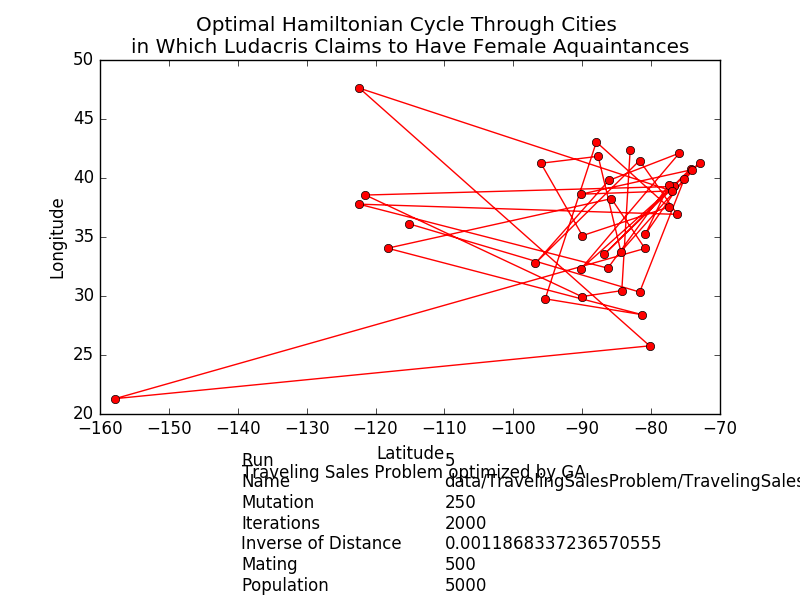 Optimal Hamiltonian Cycle Through Cities
in Which Ludacris Claims to Have Female Aquaintances
50
45
40
35
30
25
20
Longitude
−160 −150 −140 −130 −120 −110 −100 −90 −80 −70
Latitude
Run 5
Traveling Sales Problem optimized by GA
Name data/TravelingSalesProblem/TravelingSales
Mutation 250
Iterations 2000
Inverse of Distance 0.0011868337236570555
Mating 500
Population 5000